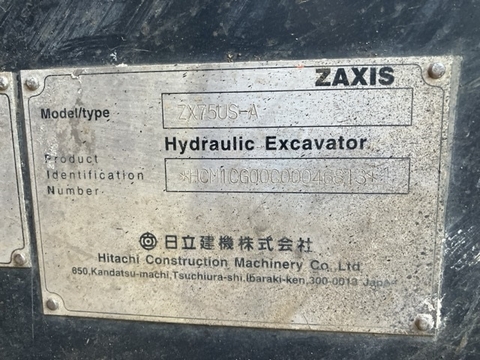 ZAXIS
Model/type
ZX75US-A
Hydraulic Excavator
Product
Identification
Number
日立建機株式会社
Hitachi Construction Machinery Co.,Ltd.
650,Kandatsu-machi,Tsuchiura-shi,Ibaraki-ken,300-0013 Japan